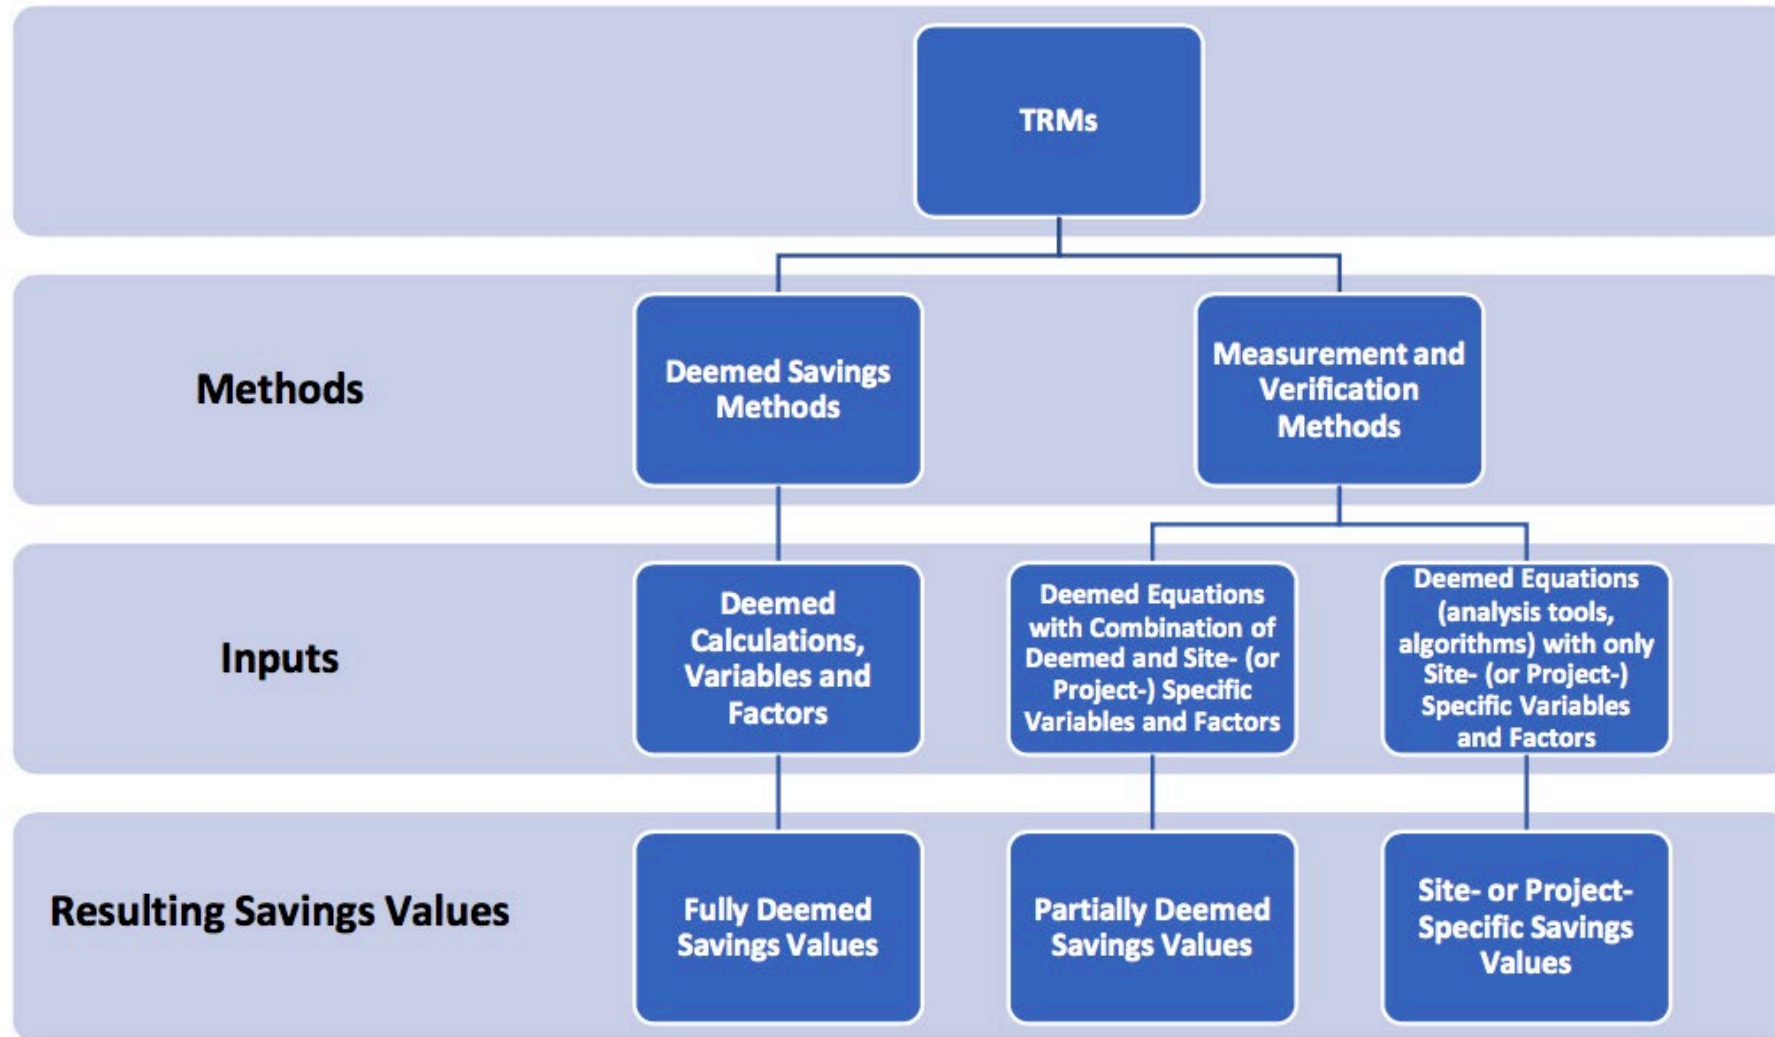 TRMs
Methods
Deemed Savings
Methods
Measurement and
Verification
Methods
Inputs
Deemed
Calculations,
Variables and
Factors
Deemed Equations
with Combination of
Deemed and Site- (or
Project-) Specific
Variables and Factors
Deemed Equations
(analysis tools,
algorithms) with only
Site- (or Project-)
Specific Variables
and Factors
Resulting Savings Values
Fully Deemed
Savings Values
Partially Deemed
Savings Values
Site- or Project-
Specific Savings
Values